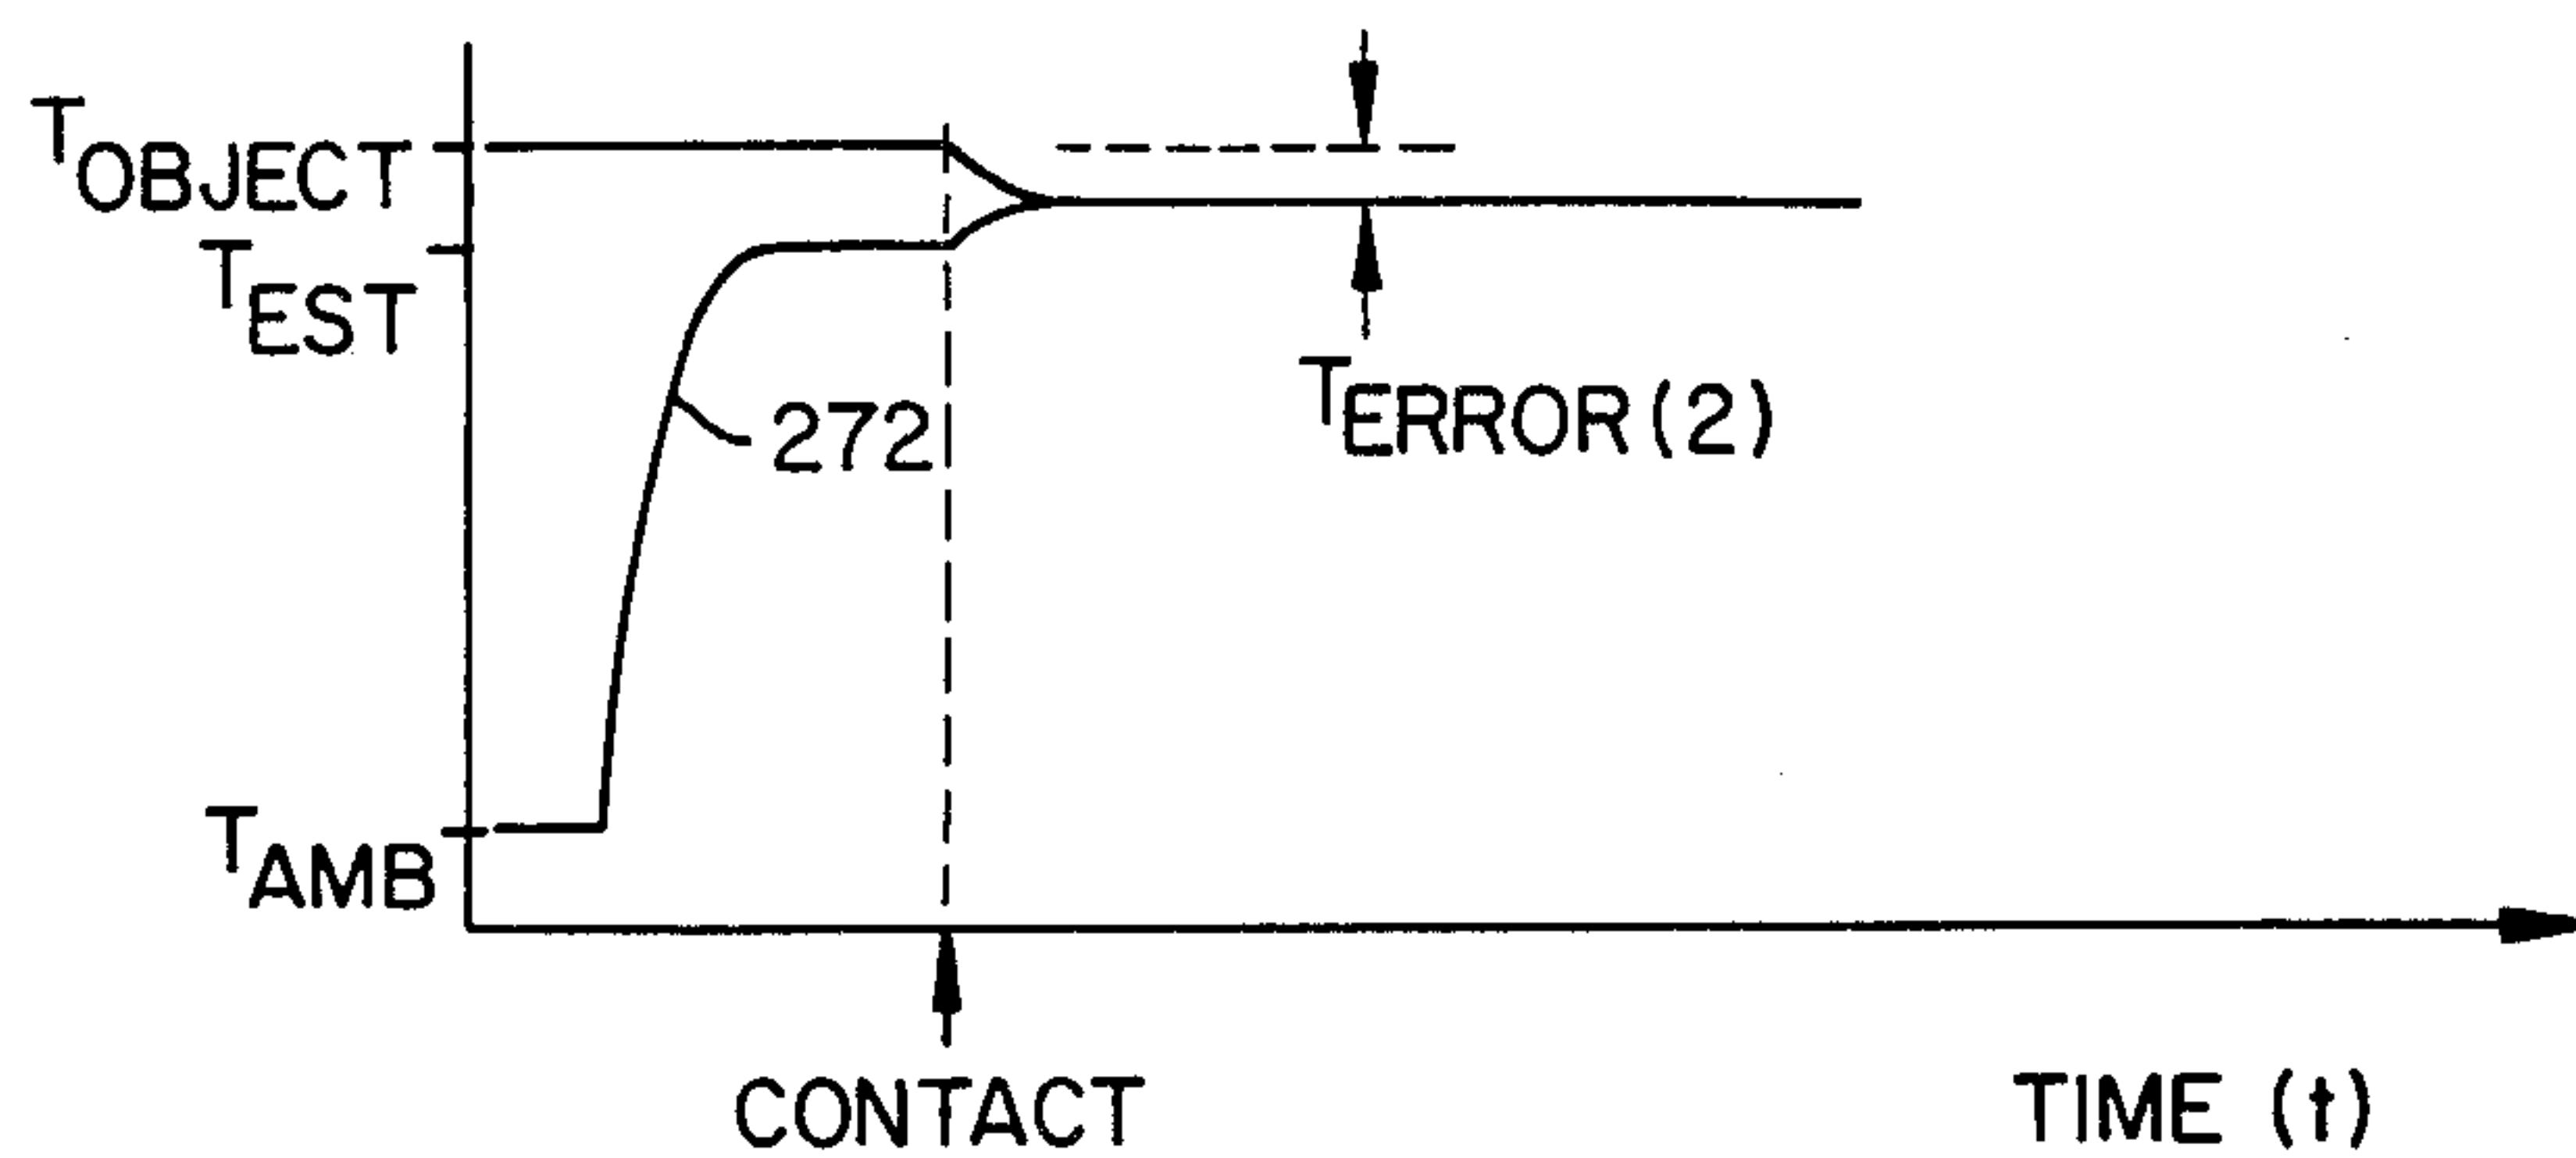 TOBJECT
TEST
272
TERROR(2)
TAMB
CONTACT
TIME (t)